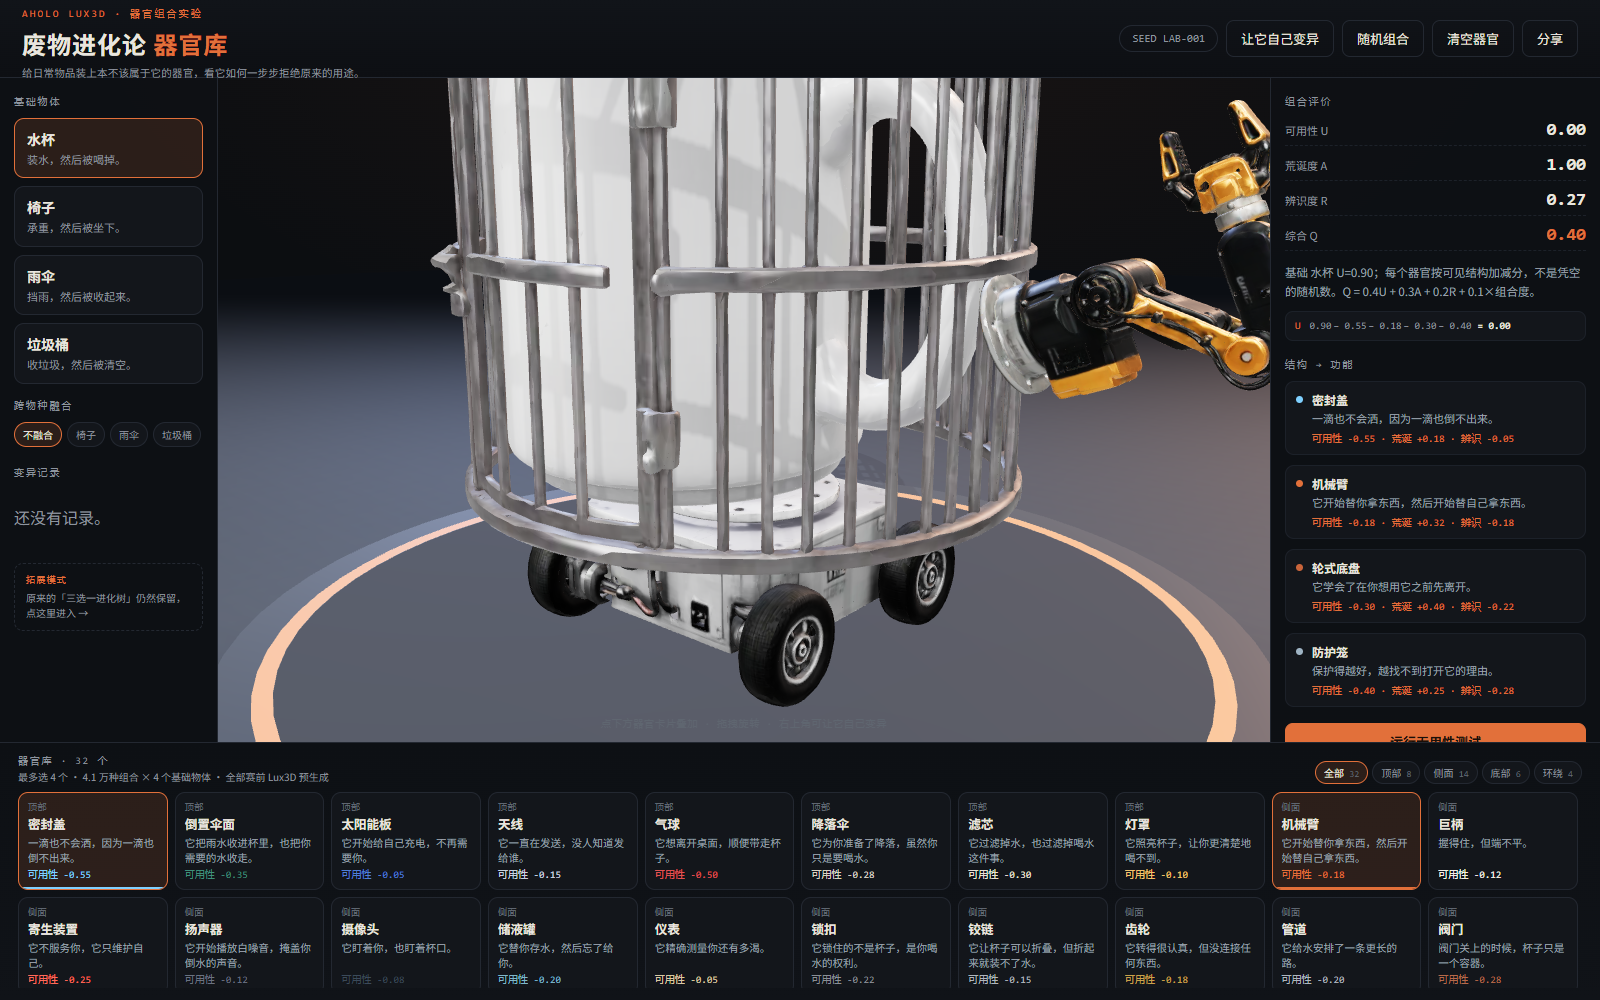 AHOLO LUX3D · 器官组合实验
废物进化论 器官库
给日常物品装上本不该属于它的器官，看它如何一步步拒绝原来的用途。
SEED LAB-001
让它自己变异
随机组合
清空器官
分享
基础物体
水杯
装水，然后被喝掉。
椅子
承重，然后被坐下。
雨伞
挡雨，然后被收起来。
垃圾桶
收垃圾，然后被清空。
跨物种融合
不融合
椅子
雨伞
垃圾桶
变异记录
还没有记录。
拓展模式
原来的「三选一进化树」仍然保留，
点这里进入 →
组合评价
可用性 U 0.00
荒诞度 A 1.00
辨识度 R 0.27
综合 Q 0.40
基础 水杯 U=0.90；每个器官按可见结构加减分，不是凭空
的随机数。Q = 0.4U + 0.3A + 0.2R + 0.1×组合度。
U 0.90 − 0.55 − 0.18 − 0.30 − 0.40 = 0.00
结构 → 功能
密封盖
一滴也不会洒，因为一滴也倒不出来。
可用性 -0.55 · 荒诞 +0.18 · 辨识 -0.05
机械臂
它开始替你拿东西，然后开始替自己拿东西。
可用性 -0.18 · 荒诞 +0.32 · 辨识 -0.18
轮式底盘
它学会了在你想用它之前先离开。
可用性 -0.30 · 荒诞 +0.40 · 辨识 -0.22
防护笼
保护得越好，越找不到打开它的理由。
可用性 -0.40 · 荒诞 +0.25 · 辨识 -0.28
运行无用性测试
器官库 · 32 个
最多选 4 个 · 4.1 万种组合 × 4 个基础物体 · 全部赛前 Lux3D 预生成
全部 32
顶部 8
侧面 14
底部 6
环绕 4
顶部
密封盖
一滴也不会洒，因为一滴也
倒不出来。
可用性 -0.55
顶部
倒置伞面
它把雨水收进杯里，也把你
需要的水收走。
可用性 -0.35
顶部
太阳能板
它开始给自己充电，不再需
要你。
可用性 -0.05
顶部
天线
它一直在发送，没人知道发
给谁。
可用性 -0.15
顶部
气球
它想离开桌面，顺便带走杯
子。
可用性 -0.50
顶部
降落伞
它为你准备了降落，虽然你
只是要喝水。
可用性 -0.28
顶部
滤芯
它过滤掉水，也过滤掉喝水
这件事。
可用性 -0.30
顶部
灯罩
它照亮杯子，让你更清楚地
喝不到。
可用性 -0.10
侧面
机械臂
它开始替你拿东西，然后开
始替自己拿东西。
可用性 -0.18
侧面
巨柄
握得住，但端不平。
可用性 -0.12
侧面
寄生装置
它不服务你，它只维护自
己。
可用性 -0.25
侧面
扬声器
它开始播放白噪音，掩盖你
倒水的声音。
可用性 -0.12
侧面
摄像头
它盯着你，也盯着杯口。
可用性 -0.08
侧面
储液罐
它替你存水，然后忘了给
你。
可用性 -0.20
侧面
仪表
它精确测量你还有多渴。
可用性 -0.05
侧面
锁扣
它锁住的不是杯子，是你喝
水的权利。
可用性 -0.22
侧面
铰链
它让杯子可以折叠，但折起
来就装不了水。
可用性 -0.15
侧面
齿轮
它转得很认真，但没连接任
何东西。
可用性 -0.18
侧面
管道
它给水安排了一条更长的
路。
可用性 -0.20
侧面
阀门
阀门关上的时候，杯子只是
一个容器。
可用性 -0.28